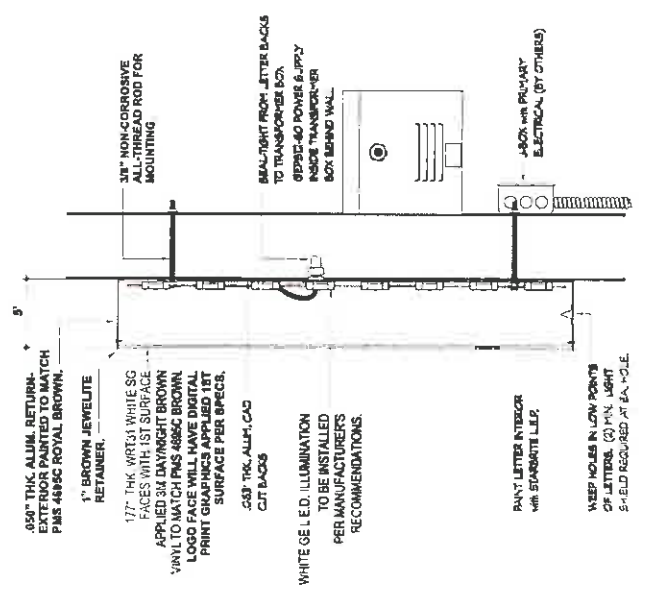 .050" THK. ALUM. RETURN-
EXTERIOR PAINTED TO MATCH
PMS 4695C ROYAL BROWN.
5"
1" BROWN JEWELITE
RETAINER.
177" THK. WRT31 WHITE SG
FACES WITH 1ST SURFACE
APPLIED 3M DAY/NIGHT BROWN
VINYL TO MATCH PMS 4695C BROWN.
LOGO FACE WILL HAVE DIGITAL
PRINT GRAPHICS APPLIED 1ST
SURFACE PER SPECS.
.063" THK. ALUM. CAD
CUT BACKS
WHITE GE L.E.D. ILLUMINATION
TO BE INSTALLED
PER MANUFACTURER'S
RECOMMENDATIONS.
PAINT LETTER INTERIOR
with STARBRITE L.E.P.
WEEP HOLES IN LOW POINTS
OF LETTERS. (2) MIN. LIGHT
SHIELD REQUIRED AT EA. HOLE.
3/8" NON-CORROSIVE
ALL-THREAD ROD FOR
MOUNTING
SEAL-TIGHT FROM LETTER BACKS
TO TRANSFORMER BOX
POWER SUPPLY
INSIDE TRANSFORMER
BOX BEHIND WALL.
J-BOX with PRIMARY
ELECTRICAL (BY OTHERS)